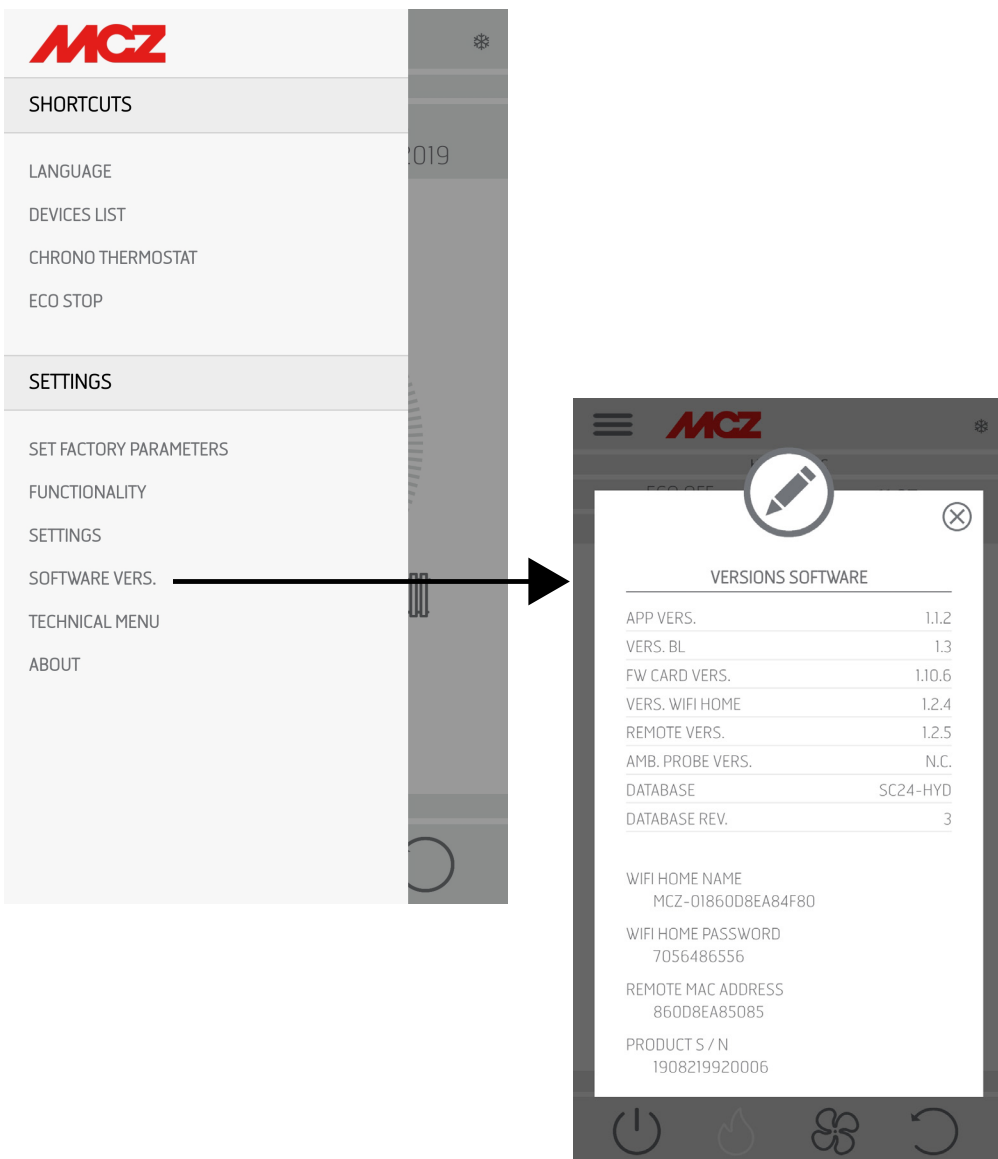 MCZ
SHORTCUTS
2019
LANGUAGE
DEVICES LIST
CHRONO THERMOSTAT
ECO STOP
SETTINGS
SET FACTORY PARAMETERS
FUNCTIONALITY
SETTINGS
SOFTWARE VERS.
TECHNICAL MENU
ABOUT
MCZ
ECO OFF
VERSIONS SOFTWARE
APP VERS. 1.1.2
VERS. BL 1.3
FW CARD VERS. 1.10.6
VERS. WIFI HOME 1.2.4
REMOTE VERS. 1.2.5
AMB. PROBE VERS. N.C.
DATABASE SC24-HYD
DATABASE REV. 3
WIFI HOME NAME
MCZ-01860D8EA84F80
WIFI HOME PASSWORD
7056486556
REMOTE MAC ADDRESS
860D8EA85085
PRODUCT S / N
1908219920006